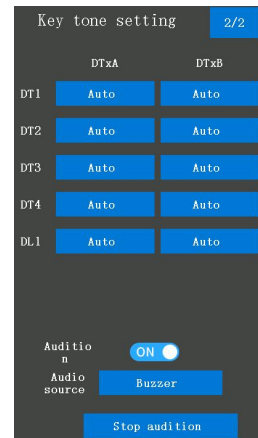 Key tone setting 2/2
DTxA DTxB
DT1 Auto Auto
DT2 Auto Auto
DT3 Auto Auto
DT4 Auto Auto
DL1 Auto Auto
Auditio
n ON
Audio
source Buzzer
Stop audition